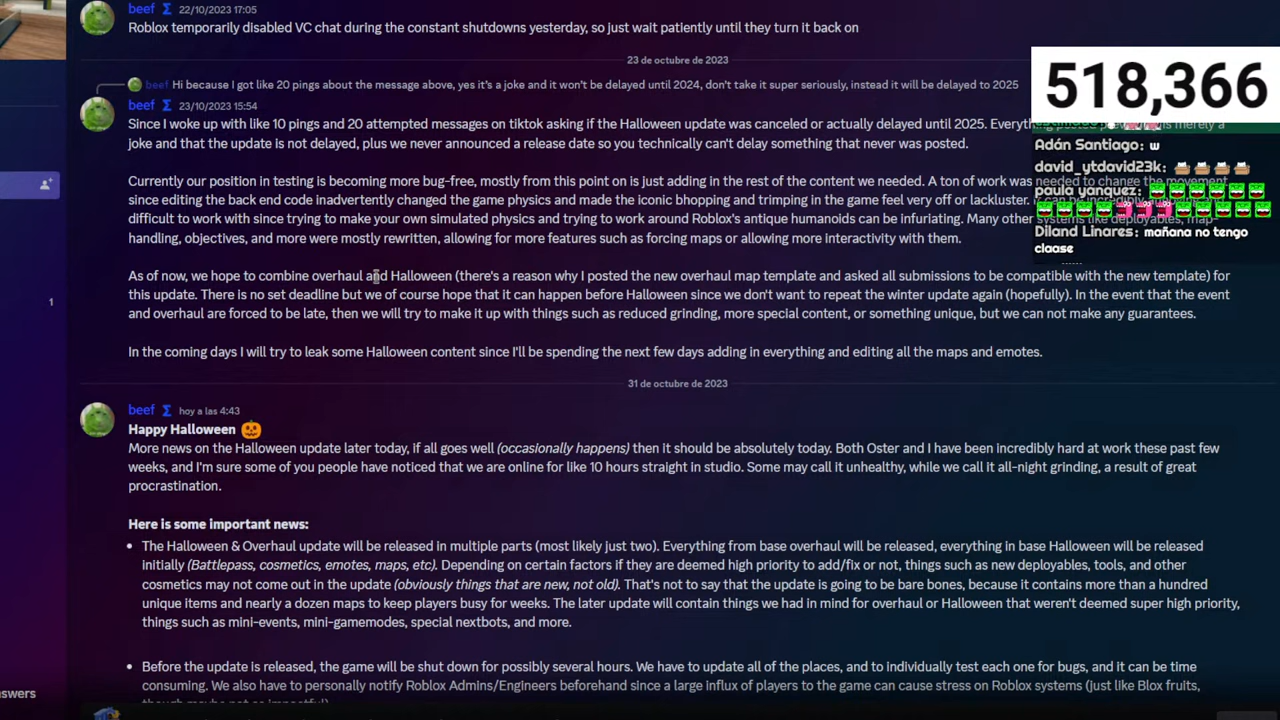 beef Σ 22/10/2023 17:05
Roblox temporarily disabled VC chat during the constant shutdowns yesterday, so just wait patiently until they turn it back on
23 de octubre de 2023
beef Hi because I got like 20 pings about the message above, yes it's a joke and it won't be delayed until 2024, don't take it super seriously, instead it will be delayed to 2025
beef Σ 23/10/2023 15:54
Since I woke up with like 10 pings and 20 attempted messages on tiktok asking if the Halloween update was canceled or actually delayed until 2025. Everything posted previously is merely a
joke and that the update is not delayed, plus we never announced a release date so you technically can't delay something that never was posted.
Currently our position in testing is becoming more bug-free, mostly from this point on is just adding in the rest of the content we needed. A ton of work was needed to change the movement
since editing the back end code inadvertently changed the game physics and made the iconic bhopping and trimping in the game feel very off or lackluster.
difficult to work with since trying to make your own simulated physics and trying to work around Roblox's antique humanoids can be infuriating. Many other systems like deployables, map-
handling, objectives, and more were mostly rewritten, allowing for more features such as forcing maps or allowing more interactivity with them.
As of now, we hope to combine overhaul and Halloween (there's a reason why I posted the new overhaul map template and asked all submissions to be compatible with the new template) for
this update. There is no set deadline but we of course hope that it can happen before Halloween since we don't want to repeat the winter update again (hopefully). In the event that the event
and overhaul are forced to be late, then we will try to make it up with things such as reduced grinding, more special content, or something unique, but we can not make any guarantees.
In the coming days I will try to leak some Halloween content since I'll be spending the next few days adding in everything and editing all the maps and emotes.
31 de octubre de 2023
beef Σ hoy a las 4:43
Happy Halloween 🎃
More news on the Halloween update later today, if all goes well (occasionally happens) then it should be absolutely today. Both Oster and I have been incredibly hard at work these past few
weeks, and I'm sure some of you people have noticed that we are online for like 10 hours straight in studio. Some may call it unhealthy, while we call it all-night grinding, a result of great
procrastination.
Here is some important news:
• The Halloween & Overhaul update will be released in multiple parts (most likely just two). Everything from base overhaul will be released, everything in base Halloween will be released
initially (Battlepass, cosmetics, emotes, maps, etc). Depending on certain factors if they are deemed high priority to add/fix or not, things such as new deployables, tools, and other
cosmetics may not come out in the update (obviously things that are new, not old). That's not to say that the update is going to be bare bones, because it contains more than a hundred
unique items and nearly a dozen maps to keep players busy for weeks. The later update will contain things we had in mind for overhaul or Halloween that weren't deemed super high priority,
things such as mini-events, mini-gamemodes, special nextbots, and more.
• Before the update is released, the game will be shut down for possibly several hours. We have to update all of the places, and to individually test each one for bugs, and it can be time
consuming. We also have to personally notify Roblox Admins/Engineers beforehand since a large influx of players to the game can cause stress on Roblox systems (just like Blox fruits,
518,366
Adán Santiago: w
david_ytdavid23k:
paula yanquez:
Diland Linares: mañana no tengo
claase
1
nswers